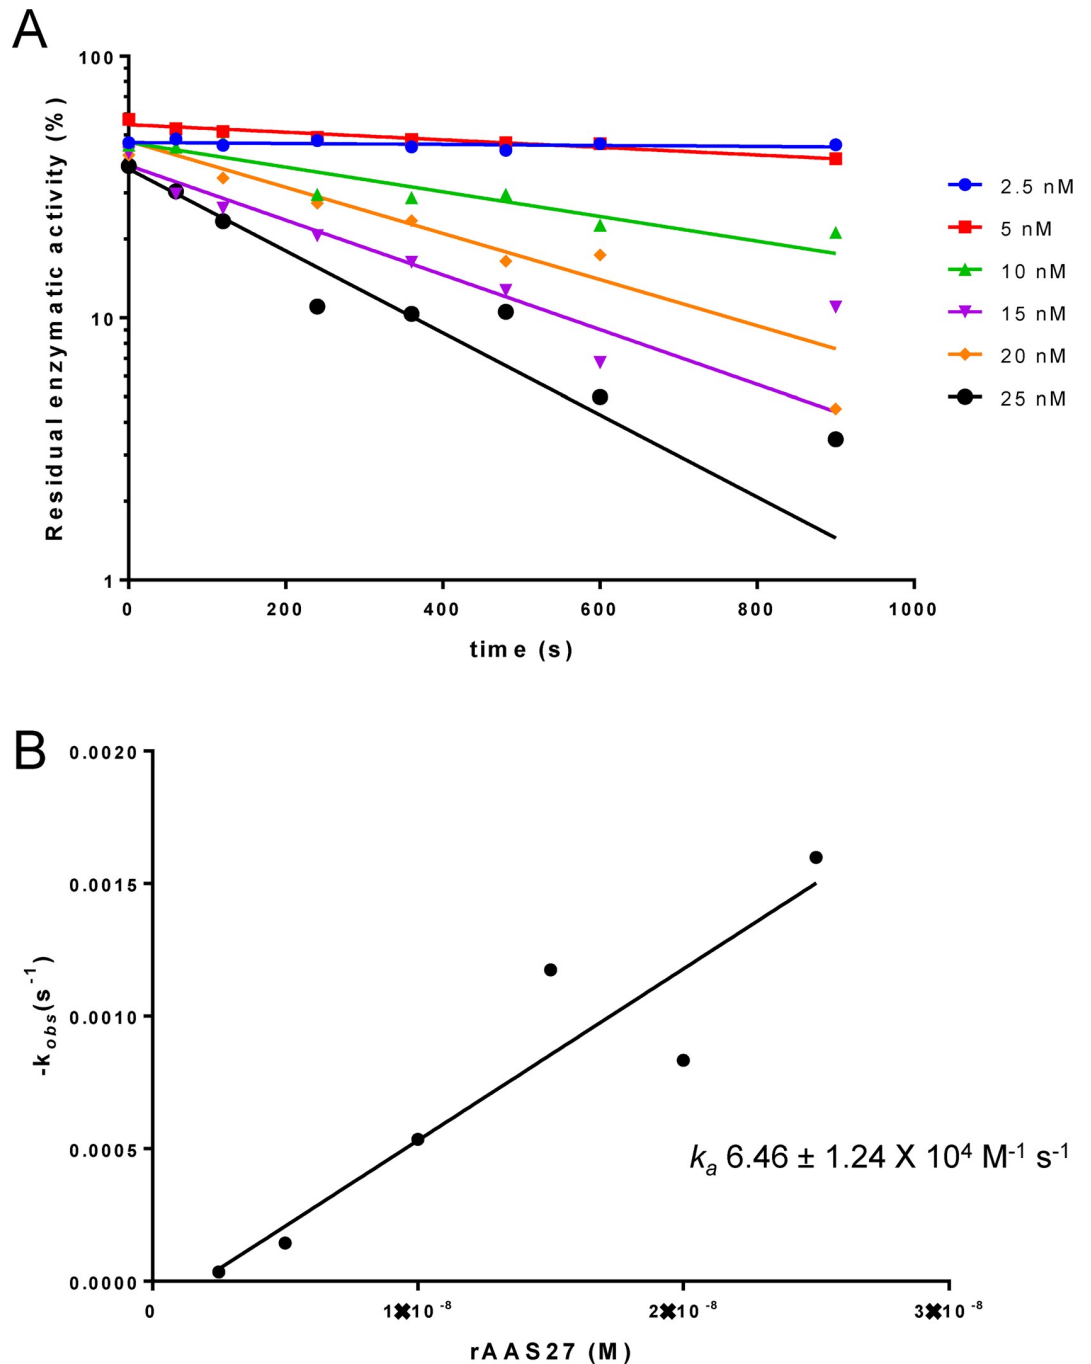 A
100
10
1
Residual enzymatic activity (%)
0 200 400 600 800 1000
time (s)
2.5 nM
5 nM
10 nM
15 nM
20 nM
25 nM
B
0.0020
0.0015
0.0010
0.0005
0.0000
-kobs(s-1)
ka 6.46 ± 1.24 X 10⁴ M-1 s-1
0 1✖10-8 2✖10-8 3✖10-8
rAAS27 (M)